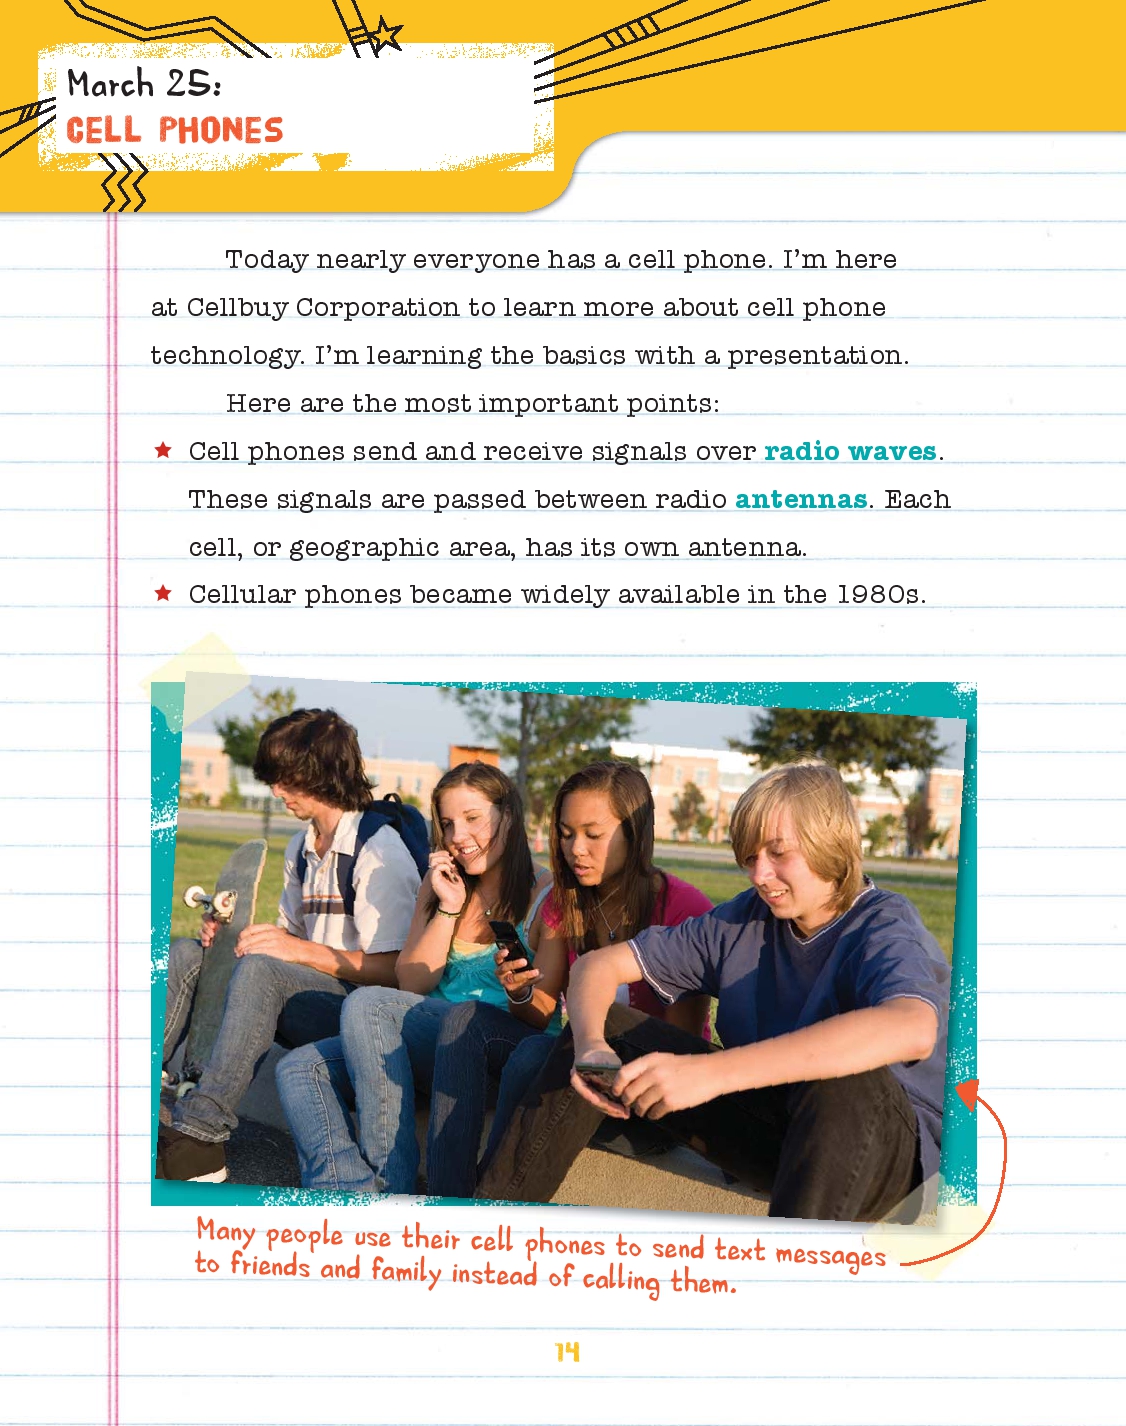 March 25:
CELL PHONES
Today nearly everyone has a cell phone. I'm here
at Cellbuy Corporation to learn more about cell phone
technology. I'm learning the basics with a presentation.
Here are the most important points:
★ Cell phones send and receive signals over radio waves.
These signals are passed between radio antennas. Each
cell, or geographic area, has its own antenna.
★ Cellular phones became widely available in the 1980s.
Many people use their cell phones to send text messages
to friends and family instead of calling them.
14